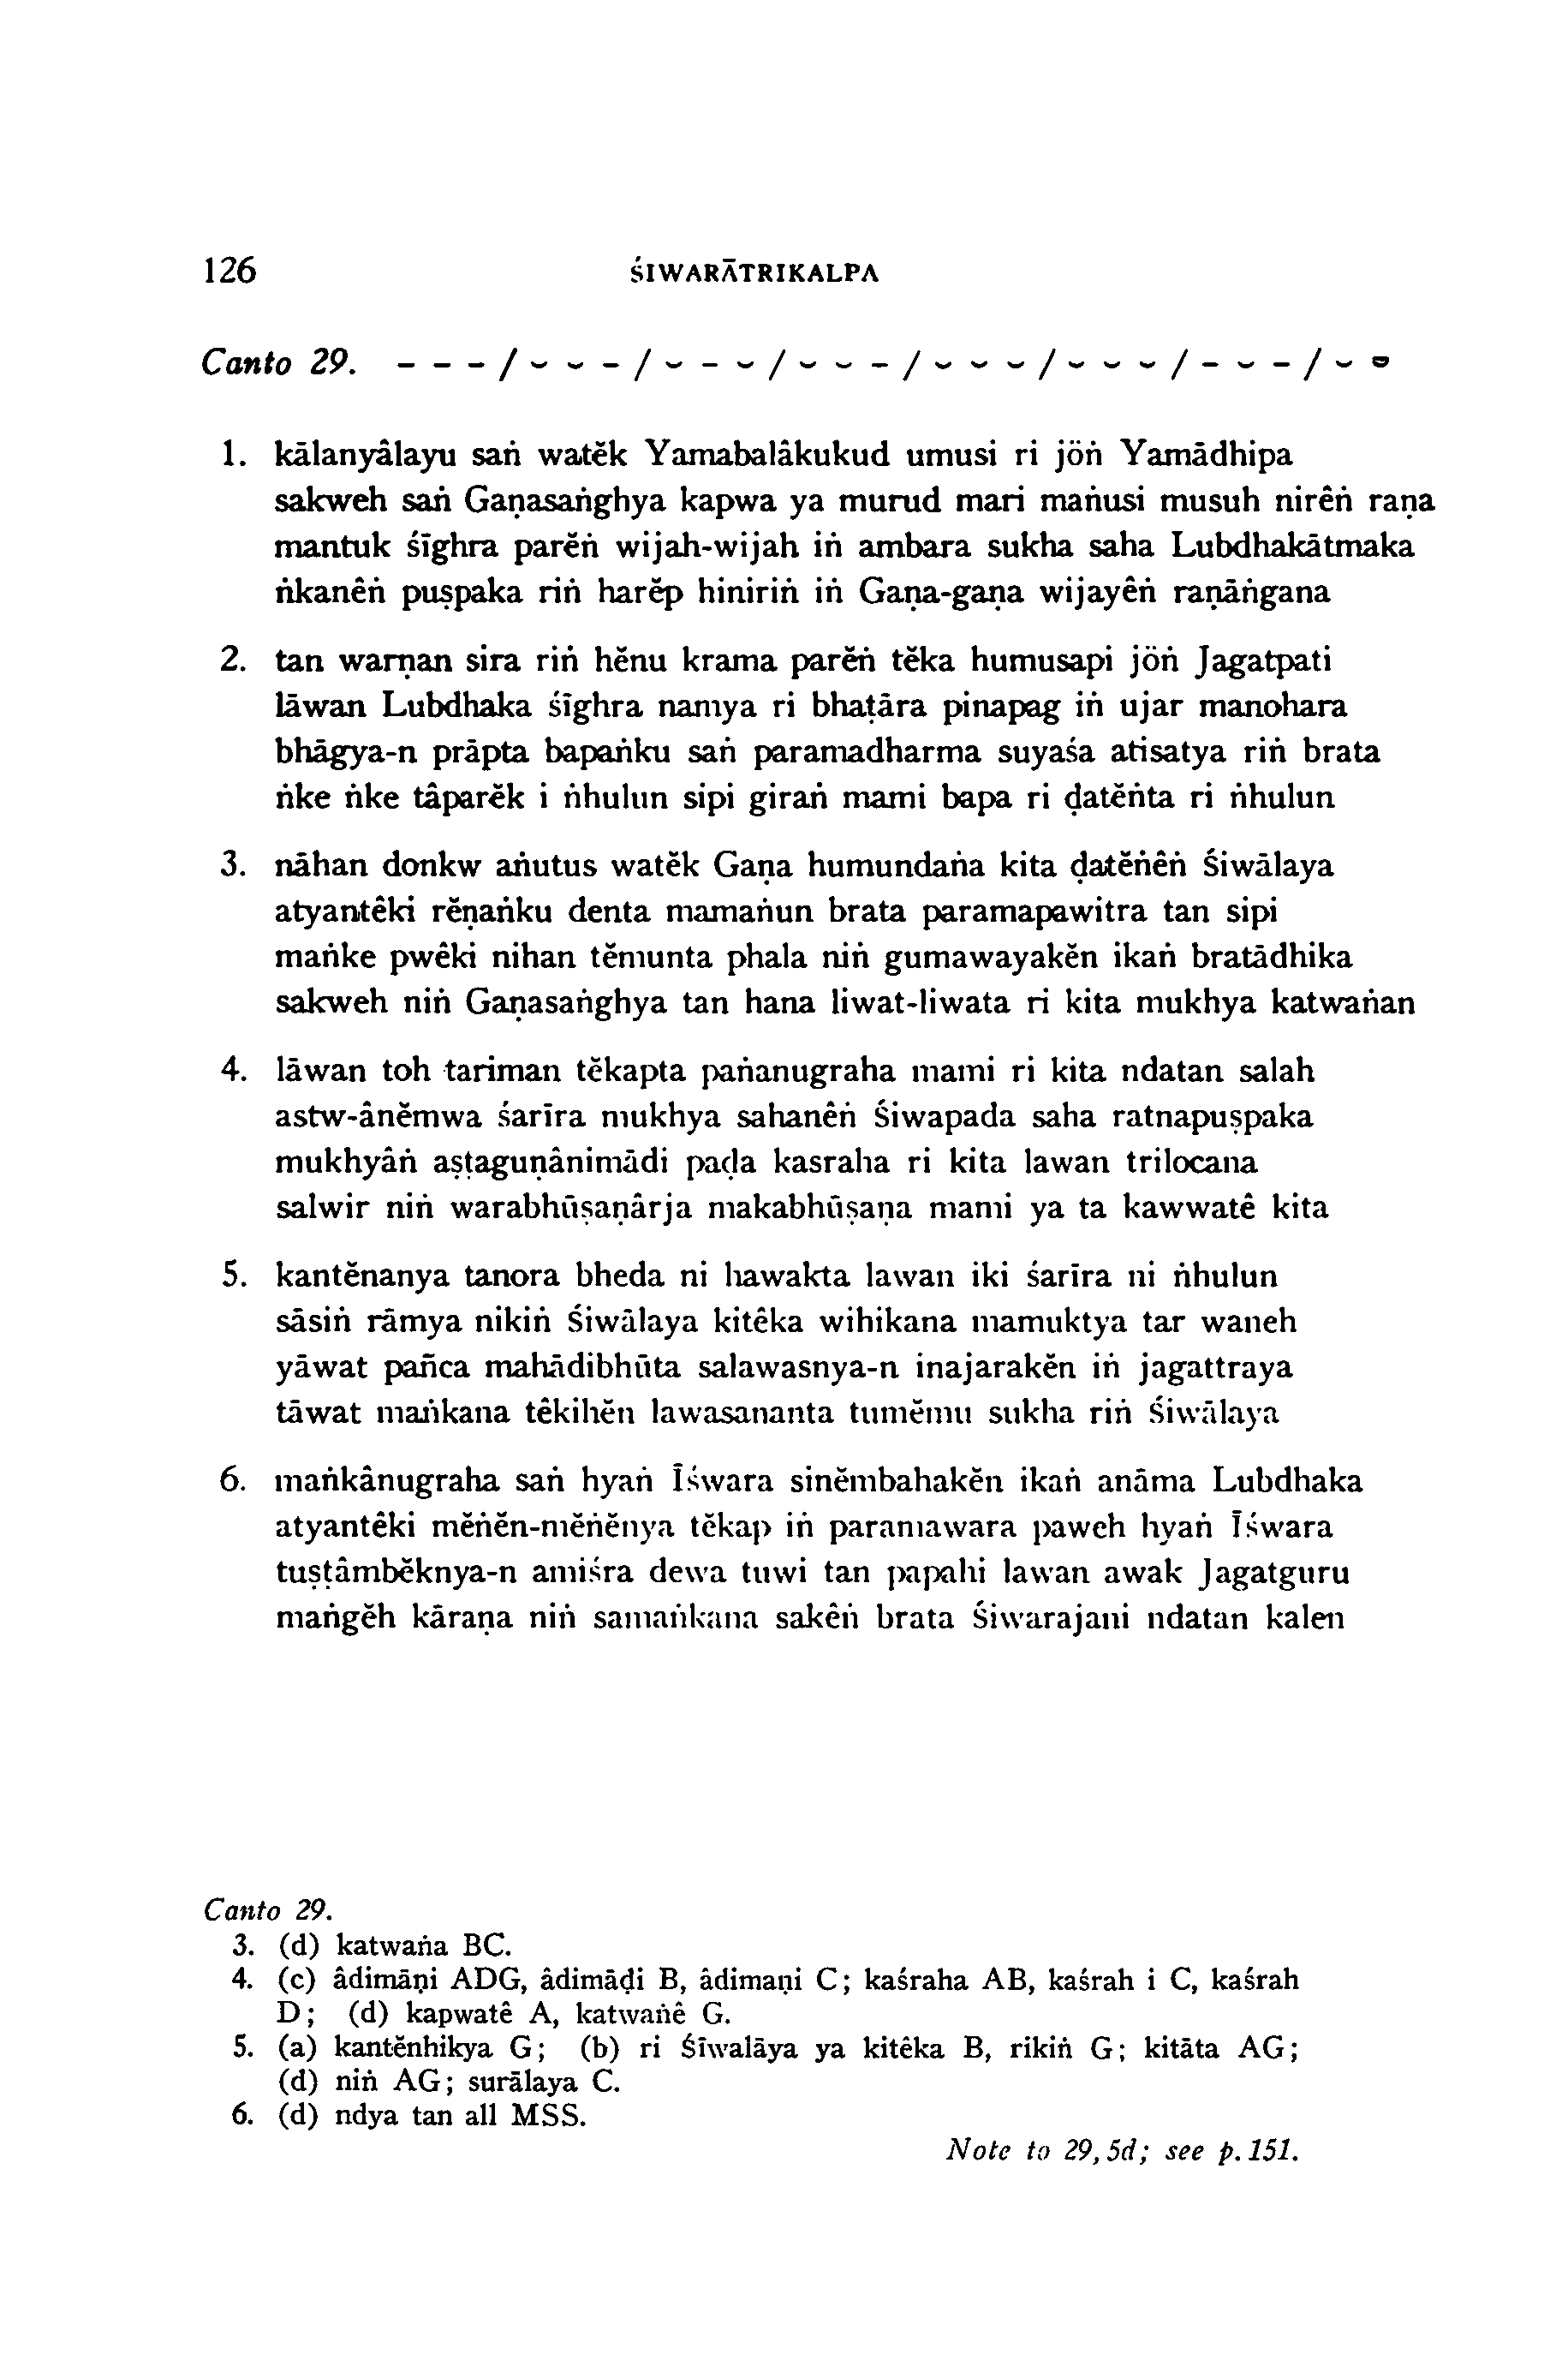 126 ŚIWARĀTRIKALPA
Canto 29. - - - / ⏑ ⏑ - / ⏑ - ⏑ / ⏑ ⏑ - / ⏑ ⏑ ⏑ / ⏑ ⏑ ⏑ / - ⏑ - / ⏑ ⏓
1. kālanyâlayu saṅ watĕk Yamabalâkukud umusi ri jöṅ Yamādhipa
sakweh saṅ Gaṇasaṅghya kapwa ya murud mari maṅusi musuh nirêṅ raṇa
mantuk śīghra parĕṅ wijah-wijah iṅ ambara sukha saha Lubdhakātmaka
ṅkanêṅ puṣpaka riṅ harĕp hiniriṅ iṅ Gaṇa-gaṇa wijayêṅ raṇāṅgana
2. tan warṇan sira riṅ hĕnu krama parĕṅ tĕka humusapi jöṅ Jagatpati
lāwan Lubdhaka śīghra namya ri bhaṭāra pinapag iṅ ujar manohara
bhāgya-n prāpta bapaṅku saṅ paramadharma suyaśa atisatya riṅ brata
ṅke ṅke tâparĕk i ṅhulun sipi giraṅ mami bapa ri ḍatĕṅta ri ṅhulun
3. nāhan donkw aṅutus watĕk Gaṇa humundaṅa kita ḍatĕṅêṅ Śiwālaya
atyantêki rĕṇaṅku denta mamaṅun brata paramapawitra tan sipi
maṅke pwêki nihan tĕmunta phala niṅ gumawayakĕn ikaṅ bratādhika
sakweh niṅ Gaṇasaṅghya tan hana liwat-liwata ri kita mukhya katwaṅan
4. lāwan toh tariman tĕkapta paṅanugraha mami ri kita ndatan salah
astw-ânĕmwa śarīra mukhya sahanêṅ Śiwapada saha ratnapuṣpaka
mukhyâṅ aṣṭaguṇânimādi paḍa kasraha ri kita lawan trilocana
salwir niṅ warabhūṣaṇârja makabhūṣaṇa mami ya ta kawwatê kita
5. kantĕnanya tanora bheda ni hawakta lawan iki śarīra ni ṅhulun
sāsiṅ rāmya nikiṅ Śiwālaya kitêka wihikana mamuktya tar waneh
yāwat pañca mahādibhūta salawasnya-n inajarakĕn iṅ jagattraya
tāwat maṅkana têkihĕn lawasananta tumĕmu sukha riṅ Śiwālaya
6. maṅkânugraha saṅ hyaṅ Īśwara sinĕmbahakĕn ikaṅ anāma Lubdhaka
atyantêki mĕṅĕn-mĕṅĕnya tĕkap iṅ paramawara paweh hyaṅ Īśwara
tuṣṭâmbĕknya-n amiśra dewa tuwi tan papahi lawan awak Jagatguru
maṅgĕh kāraṇa niṅ samaṅkana sakêṅ brata Śiwarajani ndatan kalen
Canto 29.
3. (d) katwaṅa BC.
4. (c) âdimāṇi ADG, âdimāḍi B, âdimaṇi C; kaśraha AB, kaśrah i C, kaśrah
D; (d) kapwatê A, katwaṅê G.
5. (a) kantĕnhikya G; (b) ri Śīwalāya ya kitêka B, rikiṅ G; kitāta AG;
(d) niṅ AG; surālaya C.
6. (d) ndya tan all MSS.
Note to 29,5d; see p. 151.